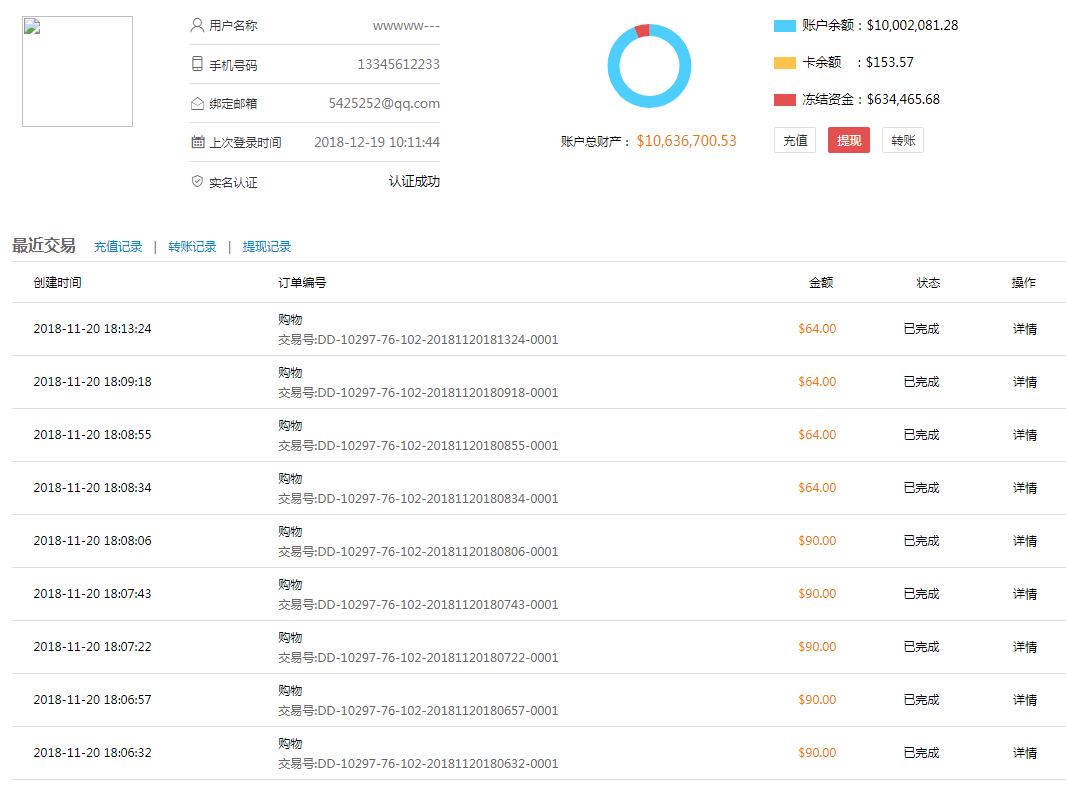 用户名称 wwwww---
手机号码 13345612233
绑定邮箱 5425252@qq.com
上次登录时间 2018-12-19 10:11:44
实名认证 认证成功
账户总财产： $10,636,700.53
账户余额：$10,002,081.28
卡余额 ：$153.57
冻结资金：$634,465.68
充值 提现 转账
最近交易 充值记录 | 转账记录 | 提现记录
创建时间 订单编号 金额 状态 操作
购物
2018-11-20 18:13:24 $64.00 已完成 详情
交易号:DD-10297-76-102-20181120181324-0001
购物
2018-11-20 18:09:18 $64.00 已完成 详情
交易号:DD-10297-76-102-20181120180918-0001
购物
2018-11-20 18:08:55 $64.00 已完成 详情
交易号:DD-10297-76-102-20181120180855-0001
购物
2018-11-20 18:08:34 $64.00 已完成 详情
交易号:DD-10297-76-102-20181120180834-0001
购物
2018-11-20 18:08:06 $90.00 已完成 详情
交易号:DD-10297-76-102-20181120180806-0001
购物
2018-11-20 18:07:43 $90.00 已完成 详情
交易号:DD-10297-76-102-20181120180743-0001
购物
2018-11-20 18:07:22 $90.00 已完成 详情
交易号:DD-10297-76-102-20181120180722-0001
购物
2018-11-20 18:06:57 $90.00 已完成 详情
交易号:DD-10297-76-102-20181120180657-0001
购物
2018-11-20 18:06:32 $90.00 已完成 详情
交易号:DD-10297-76-102-20181120180632-0001